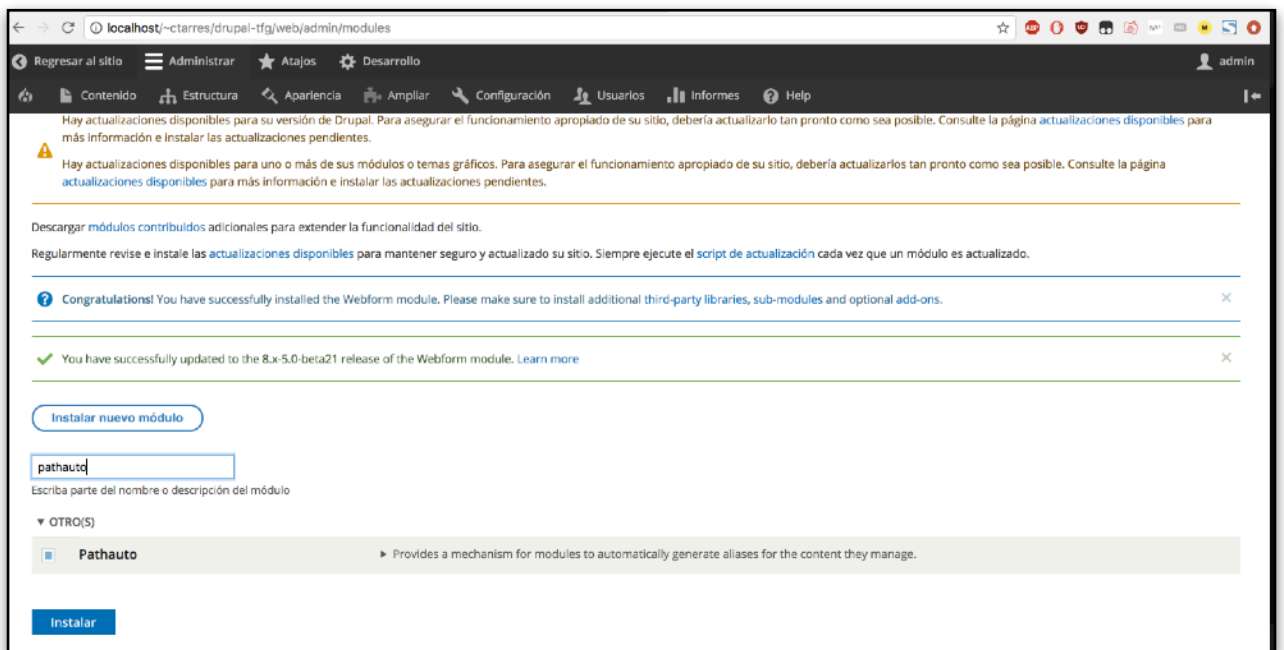 localhost/~ctarres/drupal-tfg/web/admin/modules
Regresar al sitio Administrar Atajos Desarrollo admin
Contenido Estructura Apariencia Ampliar Configuración Usuarios Informes Help
Hay actualizaciones disponibles para su versión de Drupal. Para asegurar el funcionamiento apropiado de su sitio, debería actualizarlo tan pronto como sea posible. Consulte la página actualizaciones disponibles para
más información e instalar las actualizaciones pendientes.
Hay actualizaciones disponibles para uno o más de sus módulos o temas gráficos. Para asegurar el funcionamiento apropiado de su sitio, debería actualizarlos tan pronto como sea posible. Consulte la página
actualizaciones disponibles para más información e instalar las actualizaciones pendientes.
Descargar módulos contribuidos adicionales para extender la funcionalidad del sitio.
Regularmente revise e instale las actualizaciones disponibles para mantener seguro y actualizado su sitio. Siempre ejecute el script de actualización cada vez que un módulo es actualizado.
Congratulations! You have successfully installed the Webform module. Please make sure to install additional third-party libraries, sub-modules and optional add-ons.
You have successfully updated to the 8.x-5.0-beta21 release of the Webform module. Learn more
Instalar nuevo módulo
pathauto
Escriba parte del nombre o descripción del módulo
OTRO(S)
Pathauto Provides a mechanism for modules to automatically generate aliases for the content they manage.
Instalar